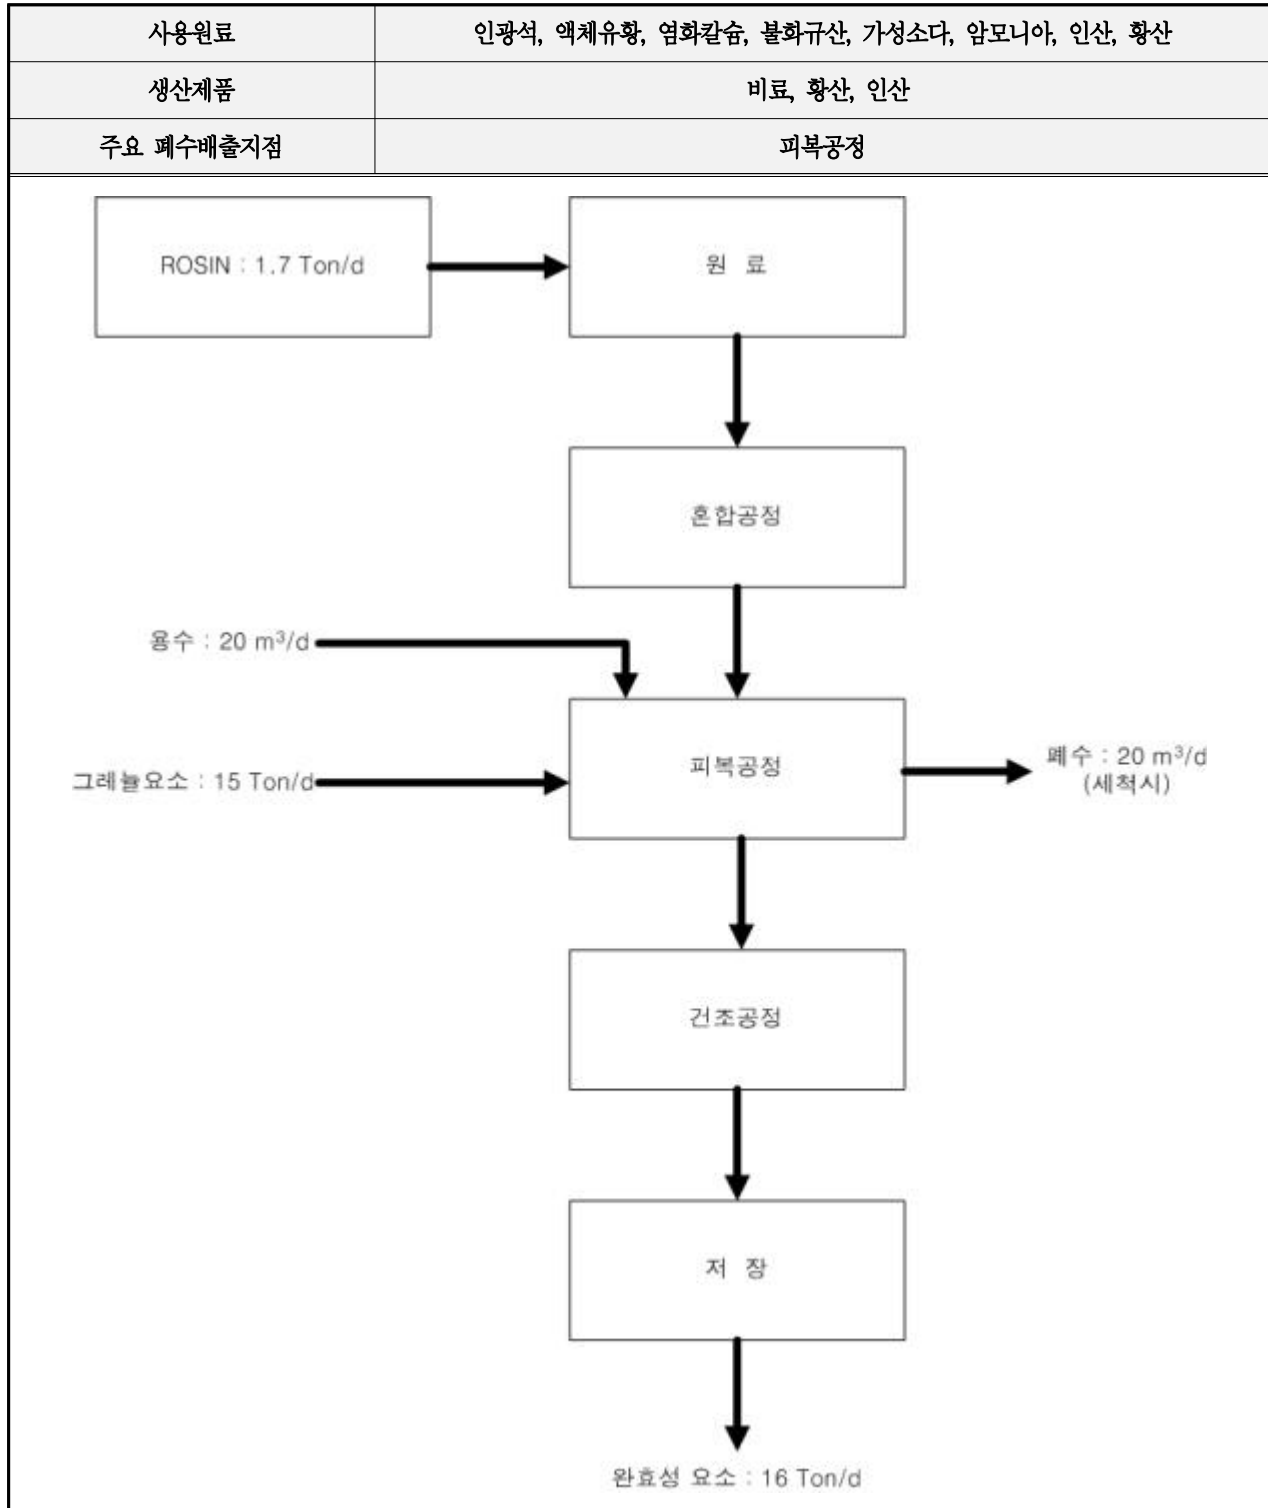 사용원료 인광석, 액체유황, 염화칼슘, 불화규산, 가성소다, 암모니아, 인산, 황산
생산제품 비료, 황산, 인산
주요 폐수배출지점 피복공정
ROSIN : 1.7 Ton/d
원 료
혼합공정
용수 : 20 m³/d
그레뉼요소 : 15 Ton/d
피복공정
폐수 : 20 m³/d
(세척시)
건조공정
저 장
완효성 요소 : 16 Ton/d